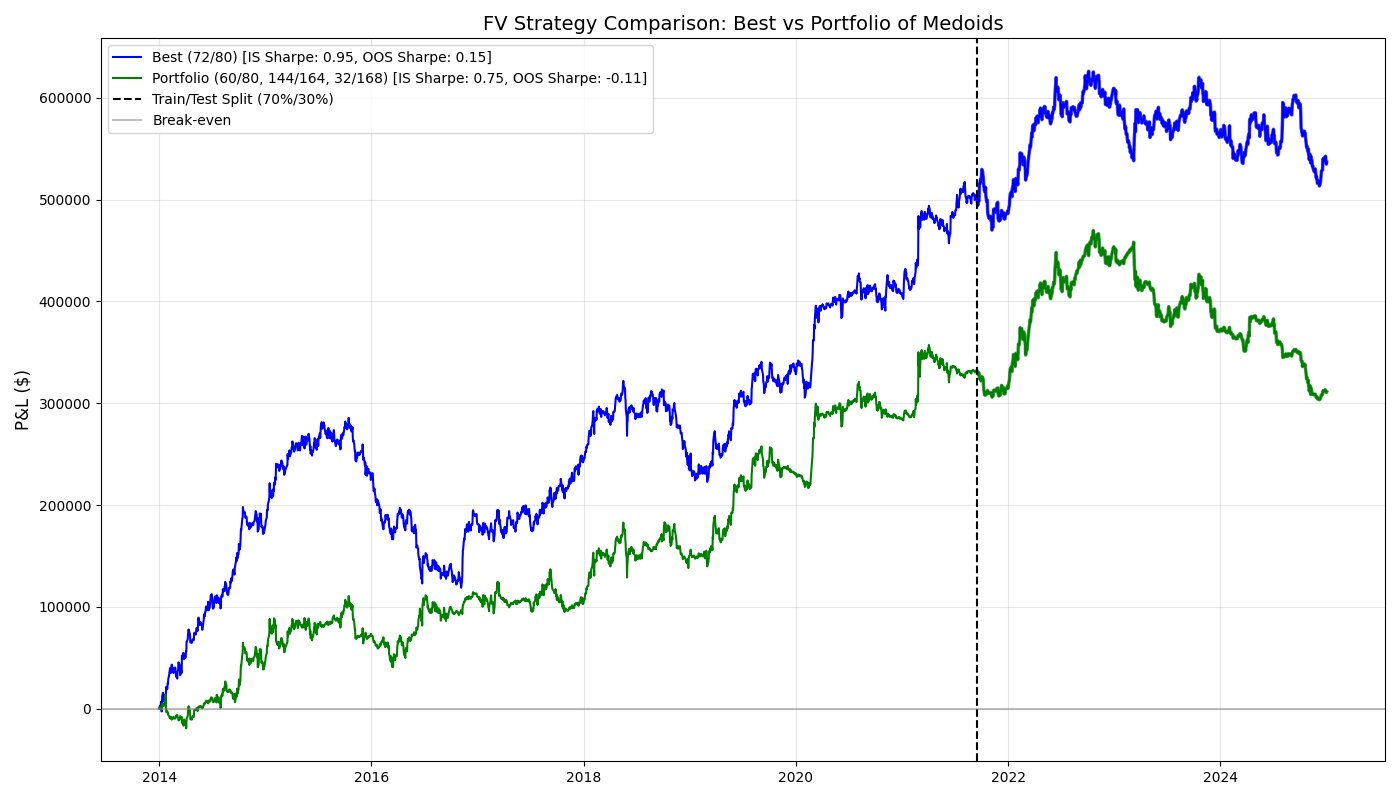 FV Strategy Comparison: Best vs Portfolio of Medoids
Best (72/80) [IS Sharpe: 0.95, OOS Sharpe: 0.15]
Portfolio (60/80, 144/164, 32/168) [IS Sharpe: 0.75, OOS Sharpe: -0.11]
Train/Test Split (70%/30%)
Break-even
P&L ($)
600000
500000
400000
300000
200000
100000
0
2014 2016 2018 2020 2022 2024